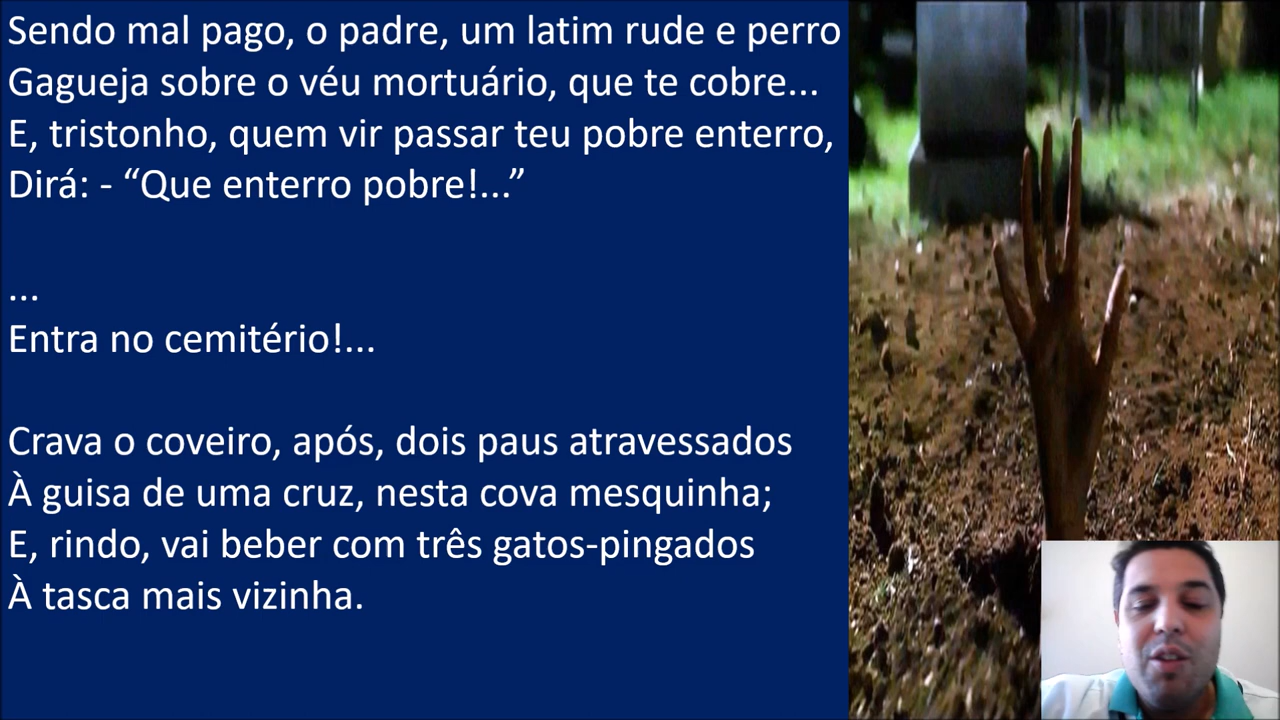 Sendo mal pago, o padre, um latim rude e perro
Gagueja sobre o véu mortuário, que te cobre...
E, tristonho, quem vir passar teu pobre enterro,
Dirá: - “Que enterro pobre!...”
...
Entra no cemitério!...
Crava o coveiro, após, dois paus atravessados
À guisa de uma cruz, nesta cova mesquinha;
E, rindo, vai beber com três gatos-pingados
À tasca mais vizinha.